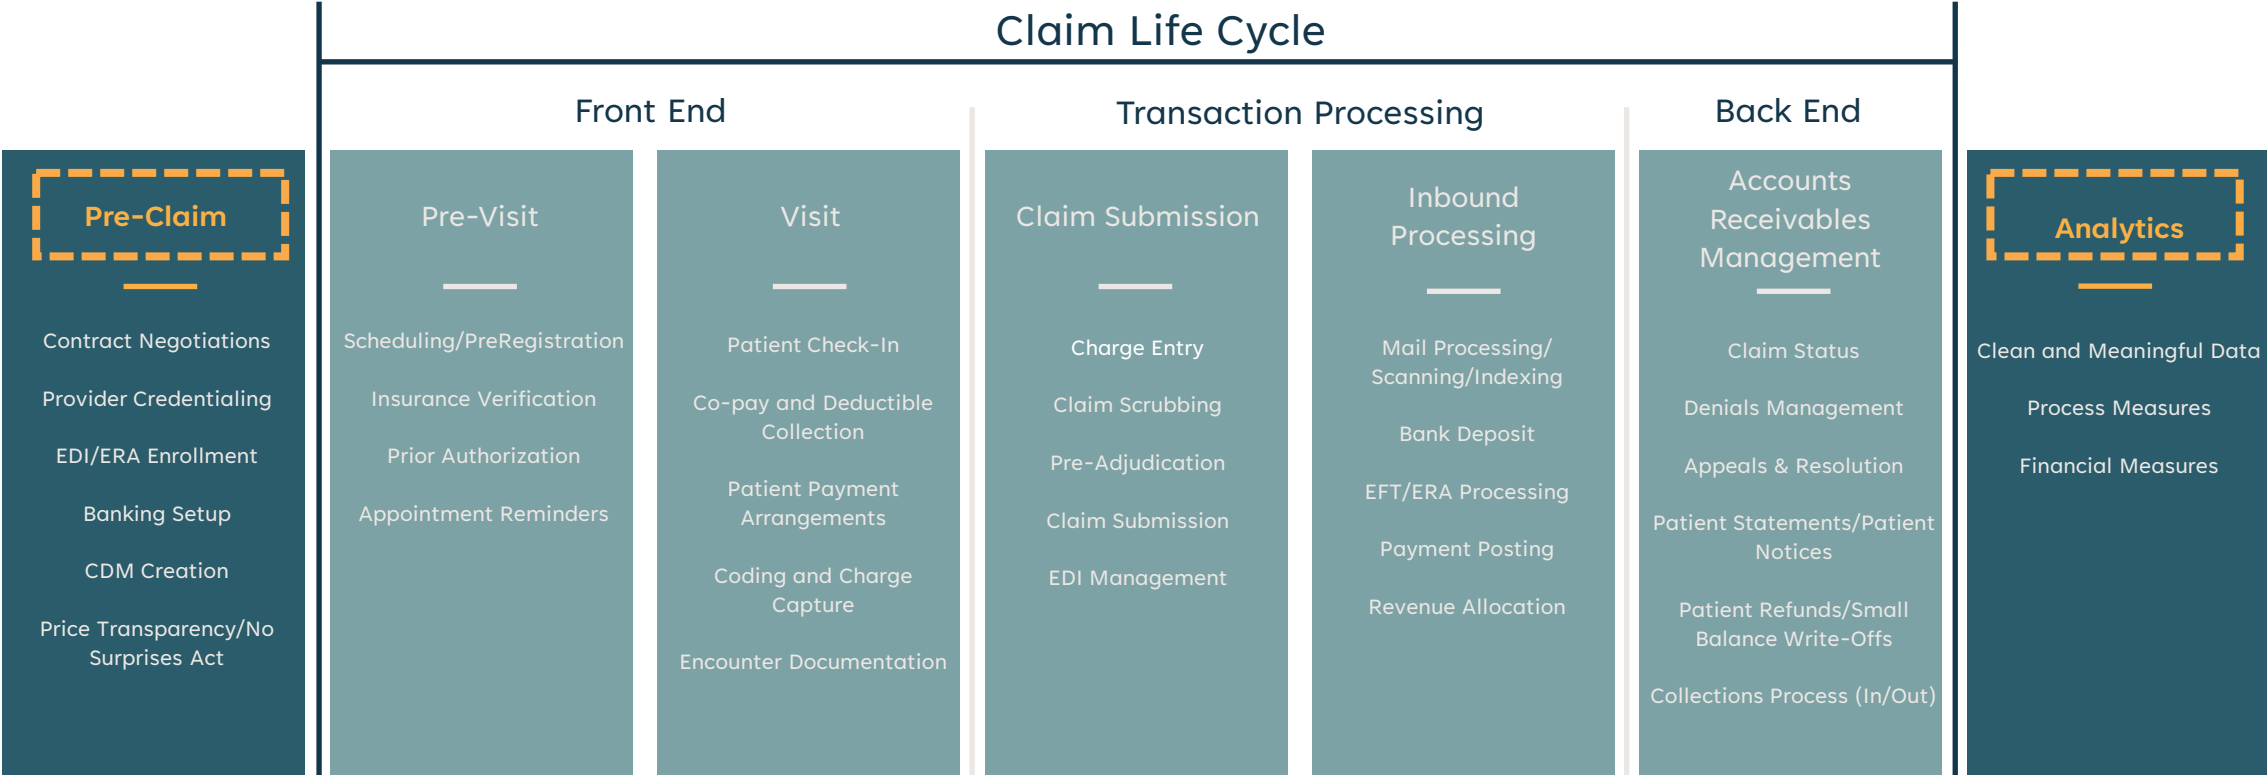 Claim Life Cycle
Front End
Transaction Processing
Back End
Pre-Claim
Contract Negotiations
Provider Credentialing
EDI/ERA Enrollment
Banking Setup
CDM Creation
Price Transparency/No
Surprises Act
Pre-Visit
Scheduling/PreRegistration
Insurance Verification
Prior Authorization
Appointment Reminders
Visit
Patient Check-In
Co-pay and Deductible
Collection
Patient Payment
Arrangements
Coding and Charge
Capture
Encounter Documentation
Claim Submission
Charge Entry
Claim Scrubbing
Pre-Adjudication
Claim Submission
EDI Management
Inbound
Processing
Mail Processing/
Scanning/Indexing
Bank Deposit
EFT/ERA Processing
Payment Posting
Revenue Allocation
Accounts
Receivables
Management
Claim Status
Denials Management
Appeals & Resolution
Patient Statements/Patient
Notices
Patient Refunds/Small
Balance Write-Offs
Collections Process (In/Out)
Analytics
Clean and Meaningful Data
Process Measures
Financial Measures